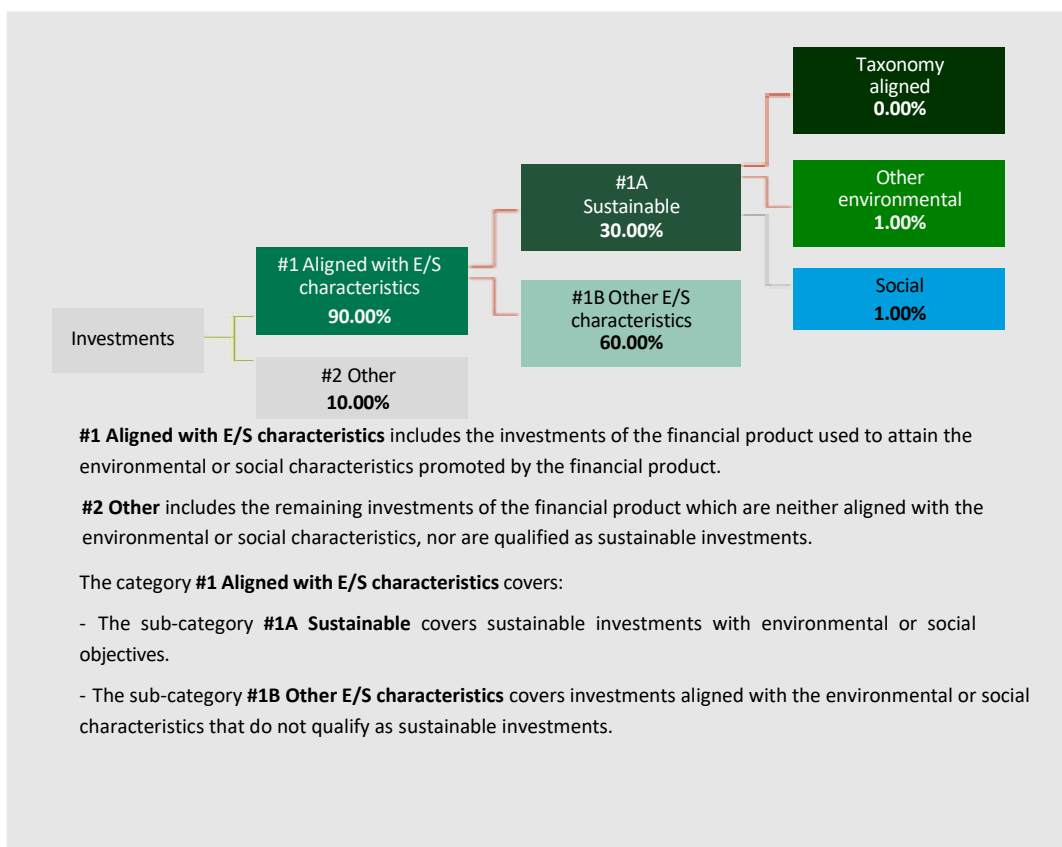 Taxonomy
aligned
0.00%
#1A
Sustainable
30.00%
Other
environmental
1.00%
#1 Aligned with E/S
characteristics
90.00%
#1B Other E/S
characteristics
60.00%
Social
1.00%
Investments
#2 Other
10.00%
#1 Aligned with E/S characteristics includes the investments of the financial product used to attain the
environmental or social characteristics promoted by the financial product.
#2 Other includes the remaining investments of the financial product which are neither aligned with the
environmental or social characteristics, nor are qualified as sustainable investments.
The category #1 Aligned with E/S characteristics covers:
- The sub-category #1A Sustainable covers sustainable investments with environmental or social
objectives.
- The sub-category #1B Other E/S characteristics covers investments aligned with the environmental or social
characteristics that do not qualify as sustainable investments.